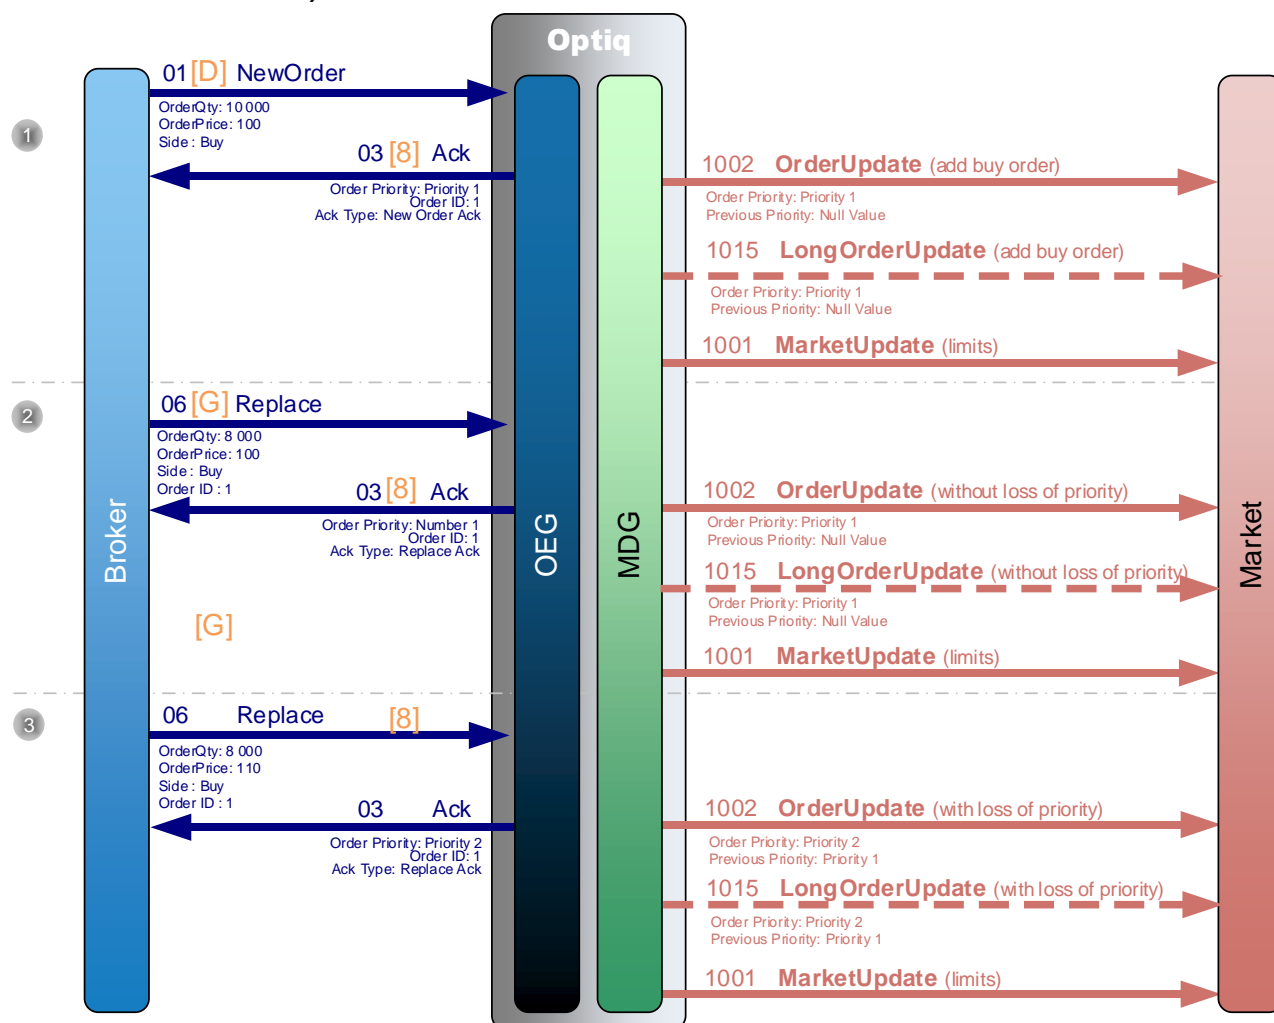 Optiq
01 [D] NewOrder
OrderQty: 10 000
OrderPrice: 100
Side : Buy
1
03 [8] Ack
Order Priority: Priority 1
Order ID: 1
Ack Type: New Order Ack
1002 OrderUpdate (add buy order)
Order Priority: Priority 1
Previous Priority: Null Value
1015 LongOrderUpdate (add buy order)
Order Priority: Priority 1
Previous Priority: Null Value
1001 MarketUpdate (limits)
2
06 [G] Replace
OrderQty: 8 000
OrderPrice: 100
Side : Buy
Order ID : 1
03 [8] Ack
Order Priority: Number 1
Order ID: 1
Ack Type: Replace Ack
1002 OrderUpdate (without loss of priority)
Order Priority: Priority 1
Previous Priority: Null Value
1015 LongOrderUpdate (without loss of priority)
Order Priority: Priority 1
Previous Priority: Null Value
1001 MarketUpdate (limits)
Broker
OEG
MDG
Market
[G]
3
06 Replace [8]
OrderQty: 8 000
OrderPrice: 110
Side : Buy
Order ID : 1
03 Ack
Order Priority: Priority 2
Order ID: 1
Ack Type: Replace Ack
1002 OrderUpdate (with loss of priority)
Order Priority: Priority 2
Previous Priority: Priority 1
1015 LongOrderUpdate (with loss of priority)
Order Priority: Priority 2
Previous Priority: Priority 1
1001 MarketUpdate (limits)